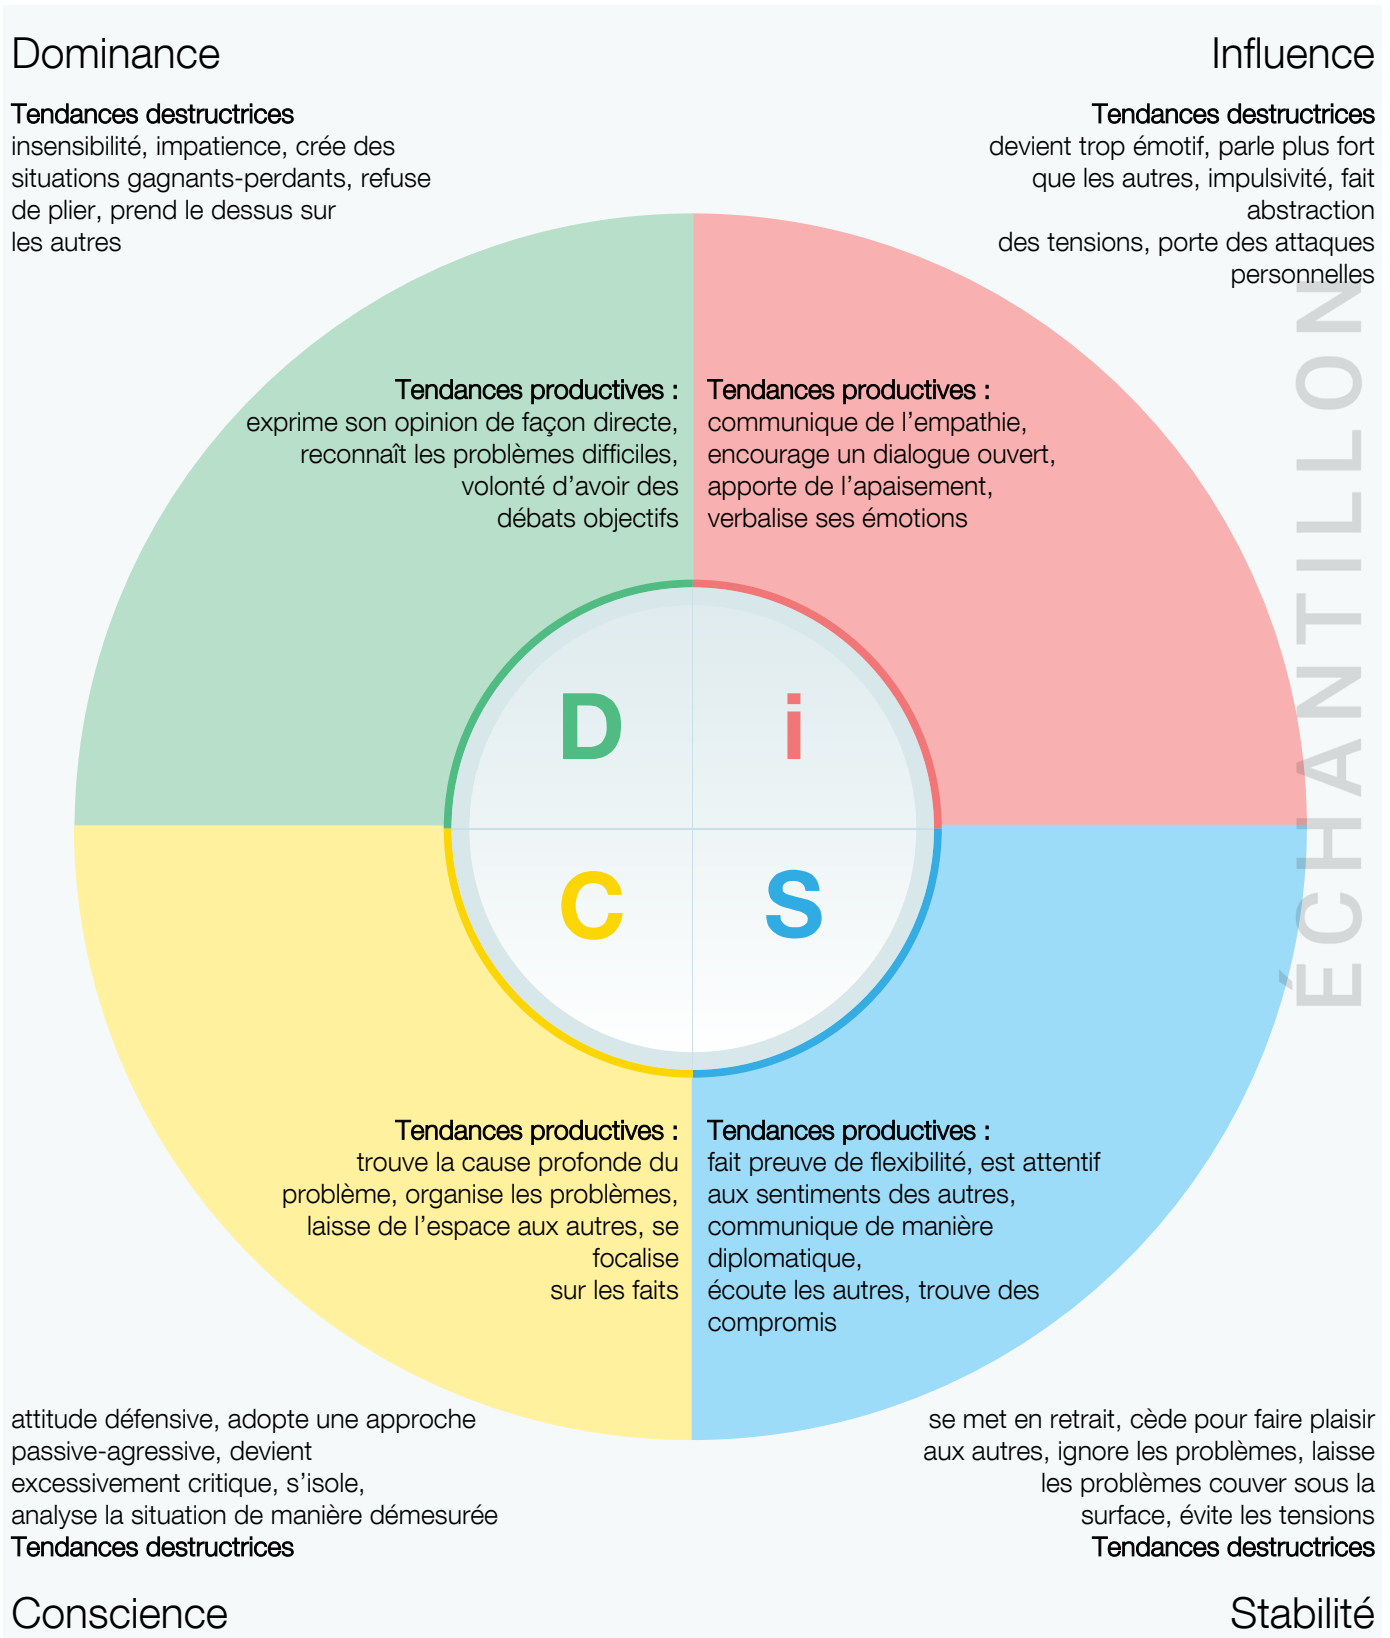 Dominance
Tendances destructrices
insensibilité, impatience, crée des
situations gagnants-perdants, refuse
de plier, prend le dessus sur
les autres
Influence
Tendances destructrices
devient trop émotif, parle plus fort
que les autres, impulsivité, fait
abstraction
des tensions, porte des attaques
personnelles
Tendances productives :
exprime son opinion de façon directe,
reconnaît les problèmes difficiles,
volonté d’avoir des
débats objectifs
Tendances productives :
communique de l’empathie,
encourage un dialogue ouvert,
apporte de l’apaisement,
verbalise ses émotions
ÉCHANTILLON
D
i
C
S
Tendances productives :
trouve la cause profonde du
problème, organise les problèmes,
laisse de l’espace aux autres, se
focalise
sur les faits
Tendances productives :
fait preuve de flexibilité, est attentif
aux sentiments des autres,
communique de manière
diplomatique,
écoute les autres, trouve des
compromis
attitude défensive, adopte une approche
passive-agressive, devient
excessivement critique, s’isole,
analyse la situation de manière démesurée
Tendances destructrices
Conscience
se met en retrait, cède pour faire plaisir
aux autres, ignore les problèmes, laisse
les problèmes couver sous la
surface, évite les tensions
Tendances destructrices
Stabilité